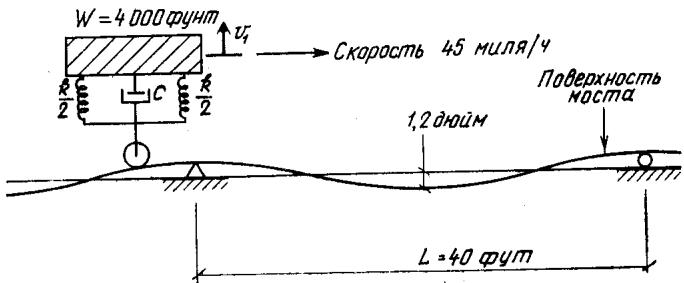 W = 4 000 фунт
v₁
Скорость 45 миля/ч
k/2
C
k/2
Поверхность
моста
1,2 дюйм
L = 40 фут